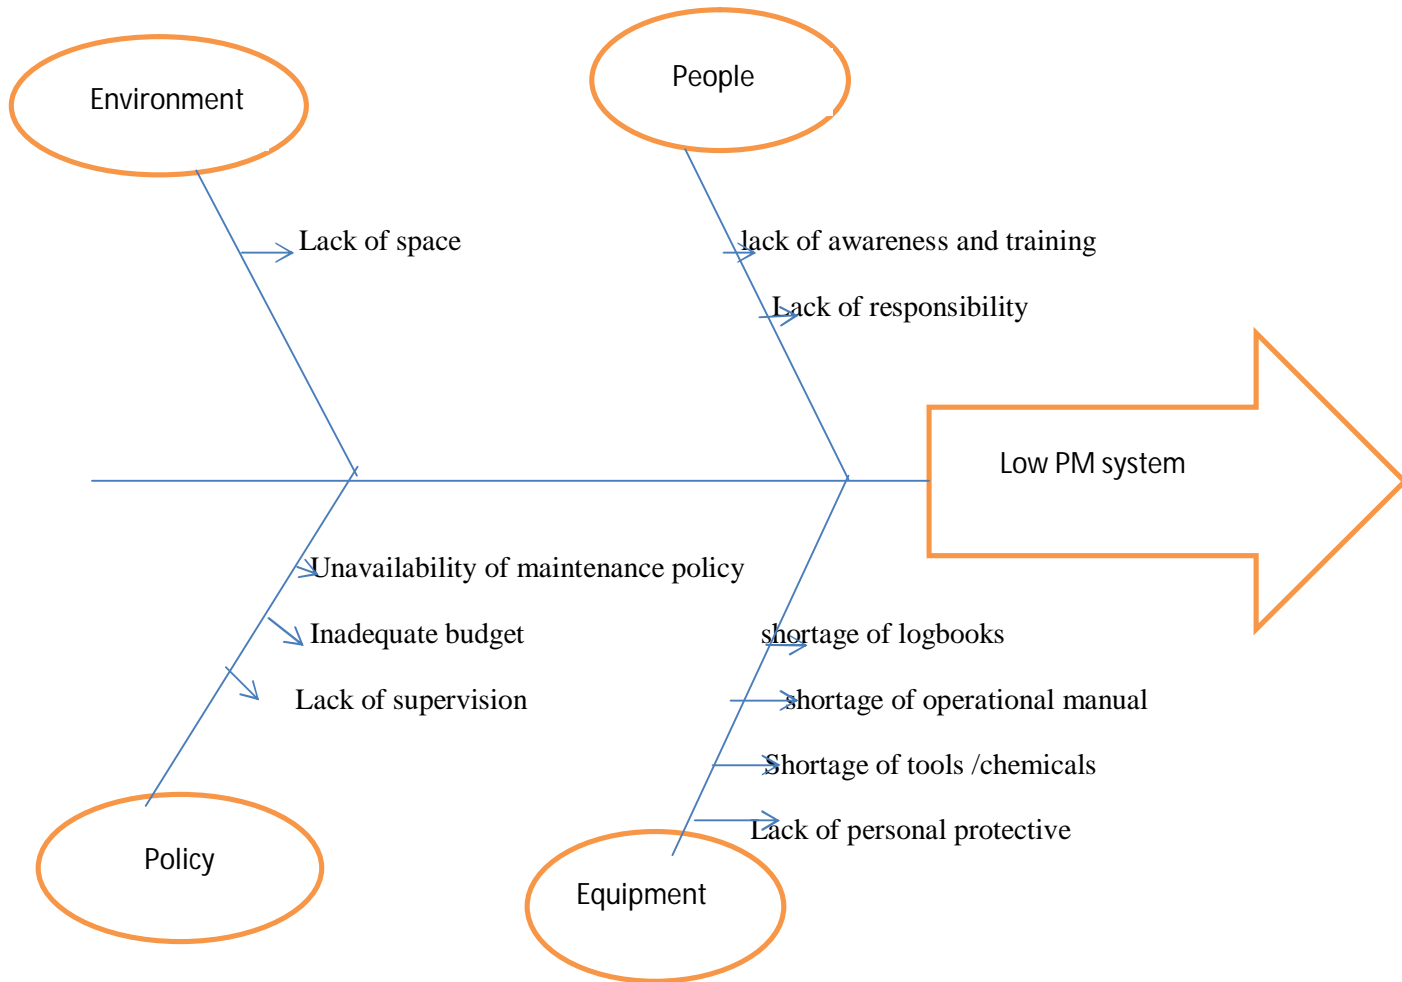 Environment
People
Lack of space
lack of awareness and training
Lack of responsibility
Low PM system
Unavailability of maintenance policy
Inadequate budget
Lack of supervision
shortage of logbooks
shortage of operational manual
Shortage of tools /chemicals
Lack of personal protective
Policy
Equipment